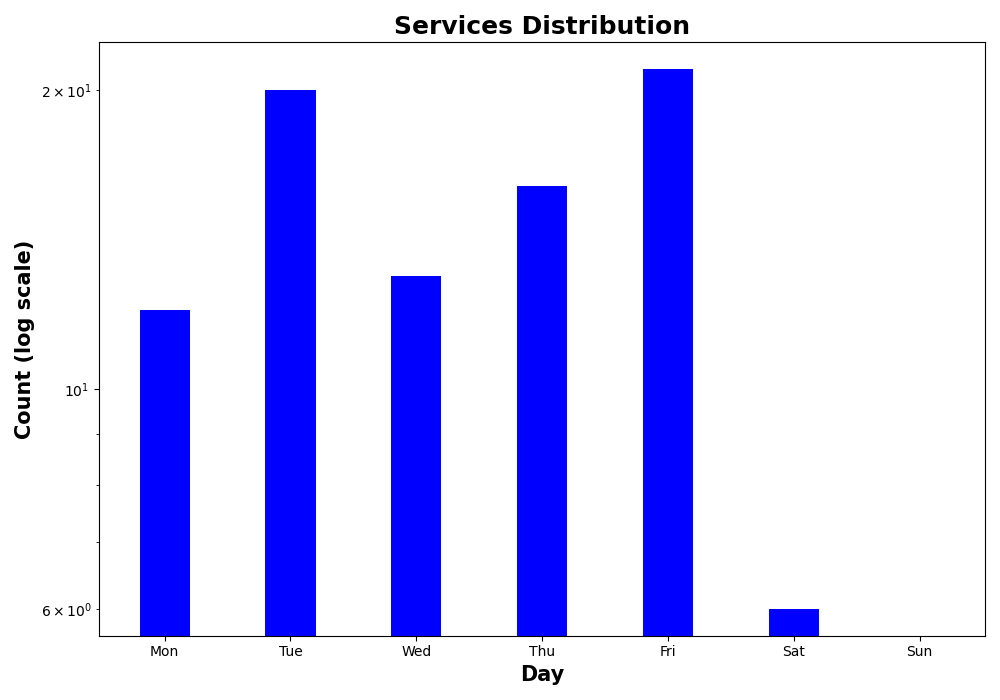 Services Distribution
Count (log scale)
2 × 10¹
10¹
6 × 10⁰
Mon Tue Wed Thu Fri Sat Sun
Day